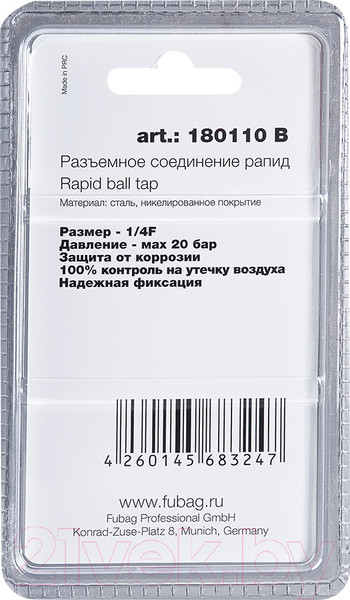 Made in PRC
art.: 180110 B
Разъемное соединение рапид
Rapid ball tap
Материал: сталь, никелированное покрытие
Размер - 1/4F
Давление - мах 20 бар
Защита от коррозии
100% контроль на утечку воздуха
Надежная фиксация
4 260145 683247
www.fubag.ru
Fubag Professional GmbH
Konrad-Zuse-Platz 8, Munich, Germany
21vek.by